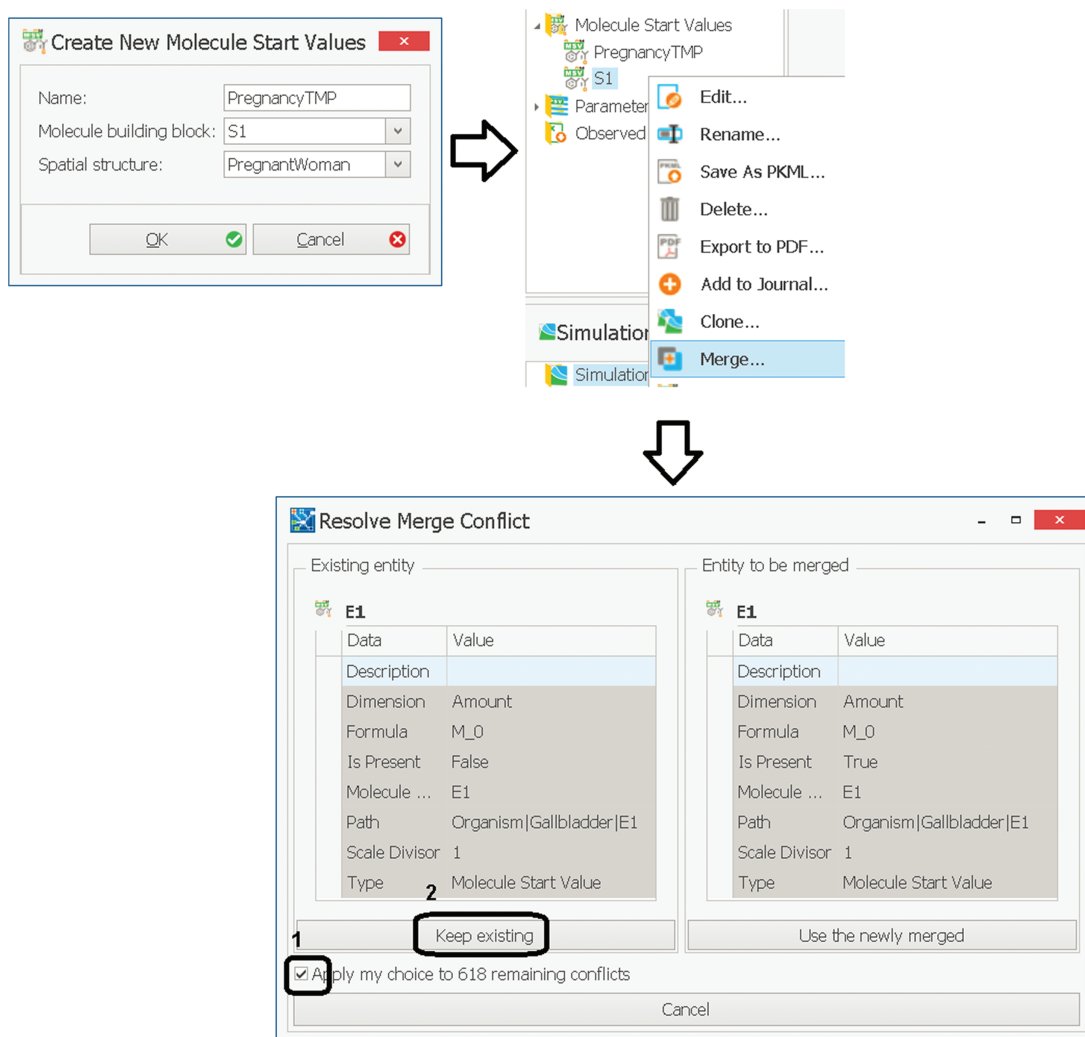 Create New Molecule Start Values
Name: PregnancyTMP
Molecule building block: S1
Spatial structure: PregnantWoman
OK Cancel
Molecule Start Values
PregnancyTMP
S1
Parameter
Observed
Edit...
Rename...
Save As PKML...
Delete...
Export to PDF...
Add to Journal...
Clone...
Merge...
Simulation
Simulation
Resolve Merge Conflict
Existing entity
E1
Data Value
Description
Dimension Amount
Formula M_0
Is Present False
Molecule ... E1
Path Organism|Gallbladder|E1
Scale Divisor 1
Type Molecule Start Value
2
Keep existing
Entity to be merged
E1
Data Value
Description
Dimension Amount
Formula M_0
Is Present True
Molecule ... E1
Path Organism|Gallbladder|E1
Scale Divisor 1
Type Molecule Start Value
Use the newly merged
1
Apply my choice to 618 remaining conflicts
Cancel